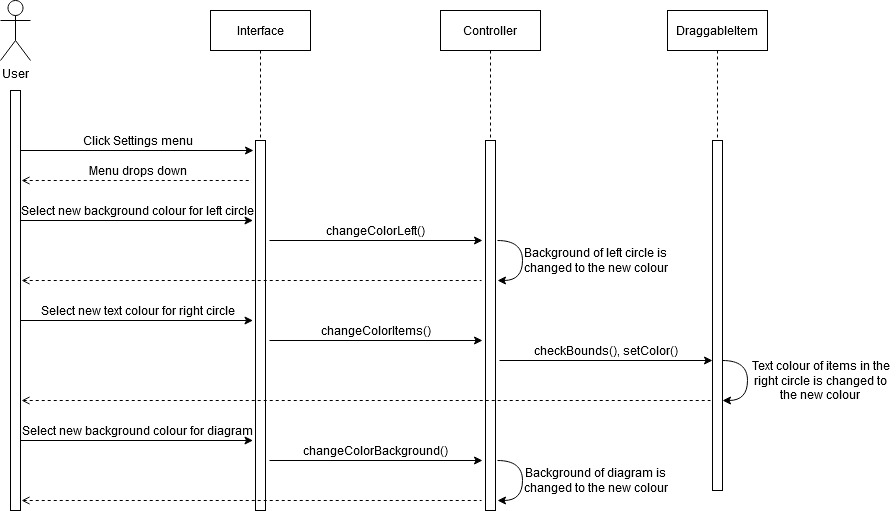 Interface
Controller
DraggableItem
User
Click Settings menu
Menu drops down
Select new background colour for left circle
changeColorLeft()
Background of left circle is
changed to the new colour
Select new text colour for right circle
changeColorItems()
checkBounds(), setColor()
Text colour of items in the
right circle is changed to
the new colour
Select new background colour for diagram
changeColorBackground()
Background of diagram is
changed to the new colour